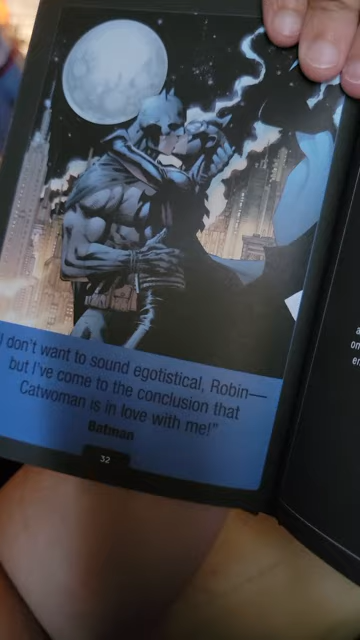 I don't want to sound egotistical, Robin—
but I've come to the conclusion that
Catwoman is in love with me!"
Batman
32